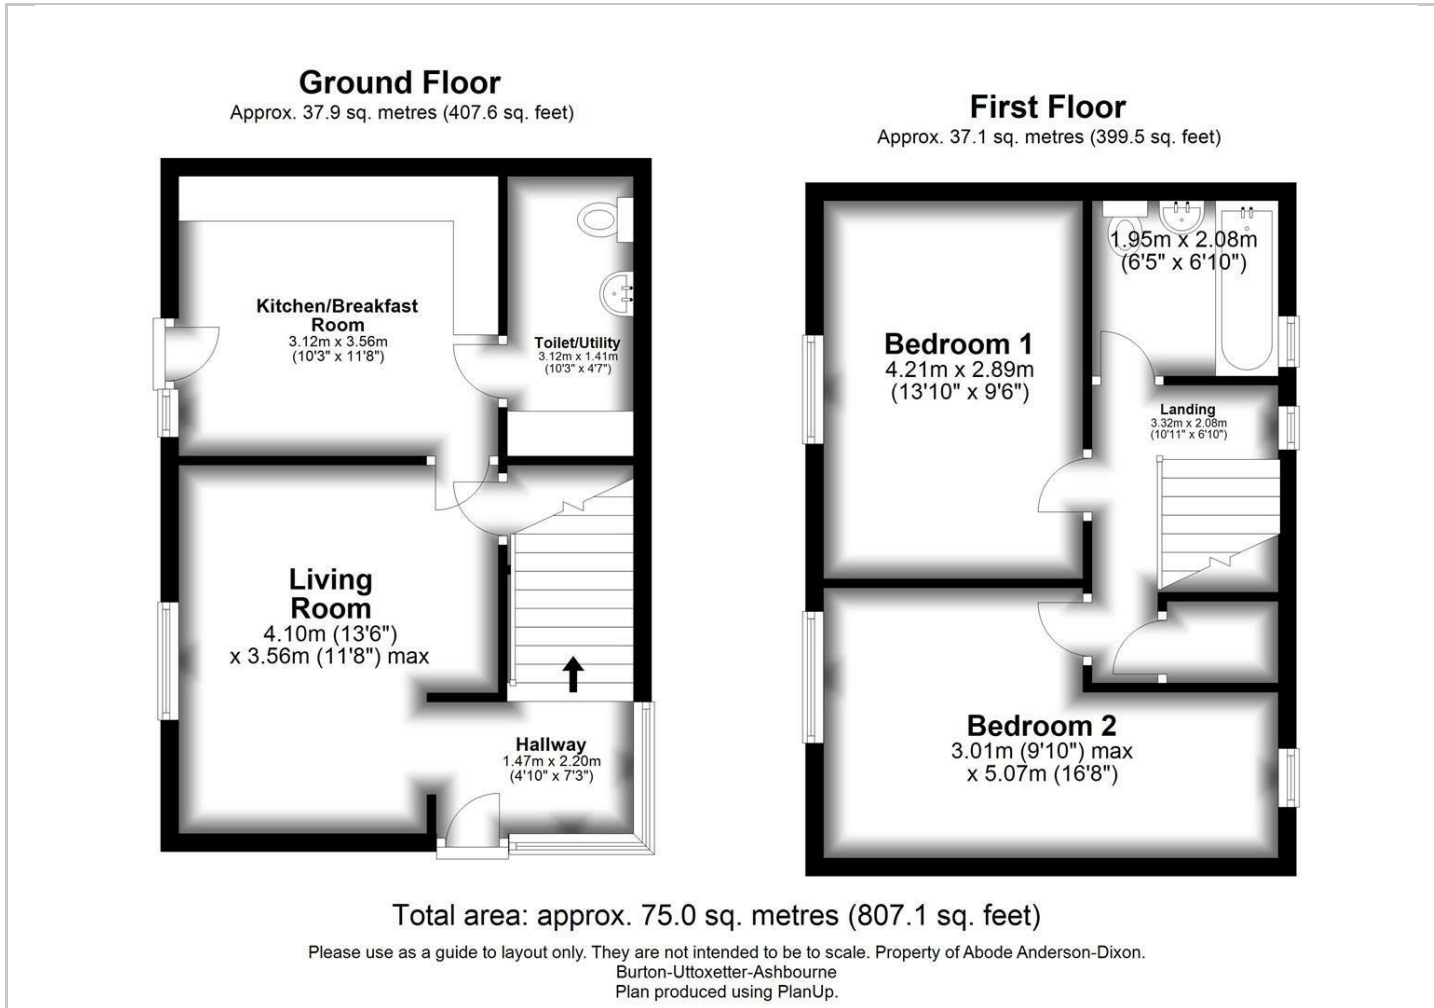 Ground Floor
Approx. 37.9 sq. metres (407.6 sq. feet)
Kitchen/Breakfast
Room
3.12m x 3.56m
(10'3" x 11'8")
Toilet/Utility
3.12m x 1.41m
(10'3" x 4'7")
Living
Room
4.10m (13'6")
x 3.56m (11'8") max
Hallway
1.47m x 2.20m
(4'10" x 7'3")
First Floor
Approx. 37.1 sq. metres (399.5 sq. feet)
1.95m x 2.08m
(6'5" x 6'10")
Bedroom 1
4.21m x 2.89m
(13'10" x 9'6")
Landing
3.32m x 2.08m
(10'11" x 6'10")
Bedroom 2
3.01m (9'10") max
x 5.07m (16'8")
Total area: approx. 75.0 sq. metres (807.1 sq. feet)
Please use as a guide to layout only. They are not intended to be to scale. Property of Abode Anderson-Dixon.
Burton-Uttoxetter-Ashbourne
Plan produced using PlanUp.